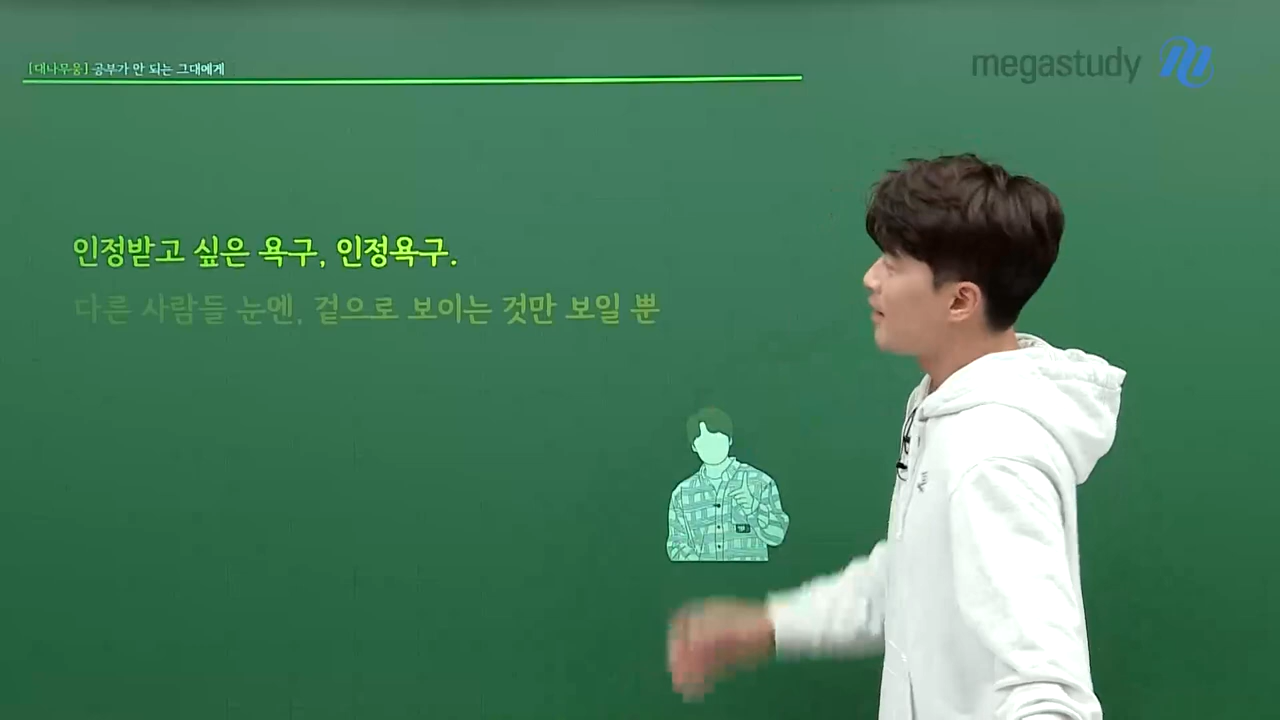 [대나무웅] 공부가 안 되는 그대에게
megastudy
인정받고 싶은 욕구, 인정욕구.
다른 사람들 눈엔, 겉으로 보이는 것만 보일 뿐